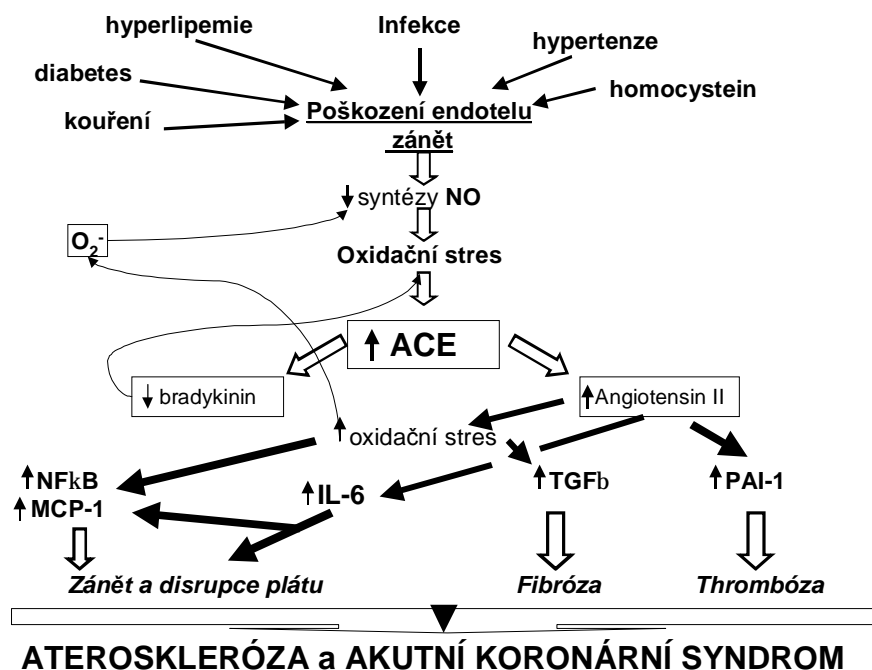 hyperlipemie
Infekce
hypertenze
diabetes
homocystein
kouření
Poškození endotelu
zánět
syntézy NO
O2-
Oxidační stres
ACE
bradykinin
Angiotensin II
oxidační stres
NFkB
MCP-1
IL-6
TGFb
PAI-1
Zánět a disrupce plátu
Fibróza
Thrombóza
ATEROSKLERÓZA a AKUTNÍ KORONÁRNÍ SYNDROM